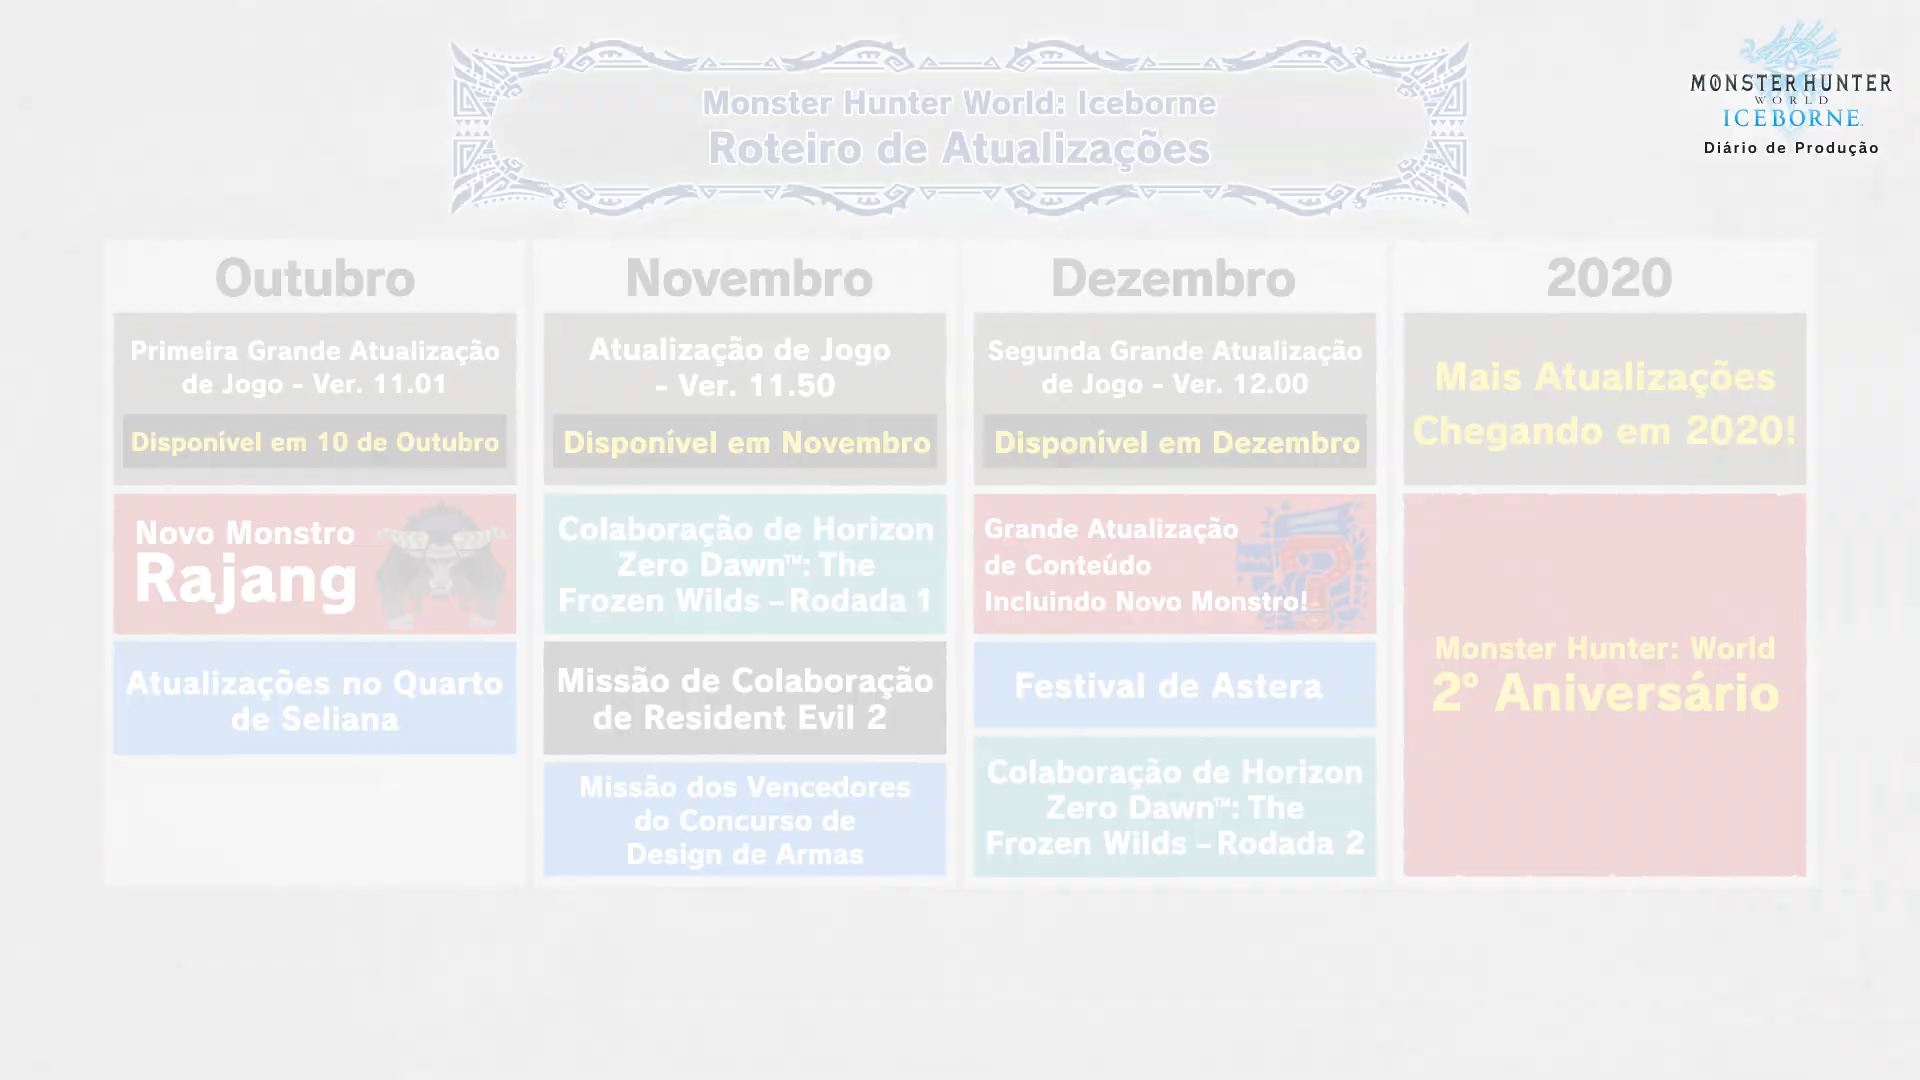 Monster Hunter World: Iceborne
Roteiro de Atualizações
MONSTER HUNTER
WORLD
ICEBORNE
Diário de Produção
Outubro
Primeira Grande Atualização
de Jogo - Ver. 11.01
Disponível em 10 de Outubro
Novo Monstro
Rajang
Atualizações no Quarto
de Seliana
Novembro
Atualização de Jogo
- Ver. 11.50
Disponível em Novembro
Colaboração de Horizon
Zero Dawn™: The
Frozen Wilds – Rodada 1
Missão de Colaboração
de Resident Evil 2
Missão dos Vencedores
do Concurso de
Design de Armas
Dezembro
Segunda Grande Atualização
de Jogo - Ver. 12.00
Disponível em Dezembro
Grande Atualização
de Conteúdo
Incluindo Novo Monstro!
Festival de Astera
Colaboração de Horizon
Zero Dawn™: The
Frozen Wilds – Rodada 2
2020
Mais Atualizações
Chegando em 2020!
Monster Hunter: World
2º Aniversário